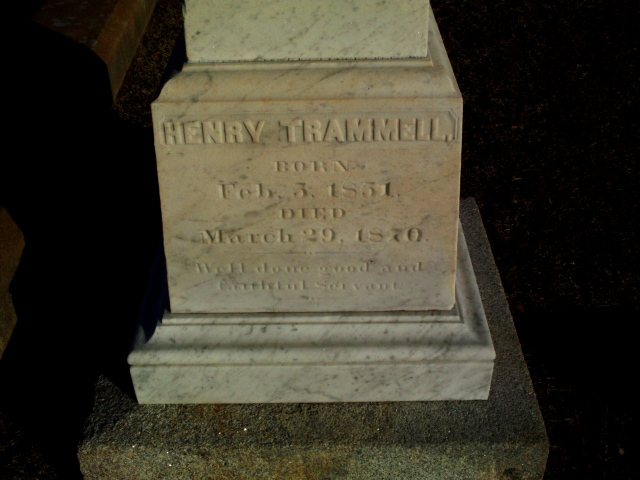 HENRY TRAMMELL,
BORN
Feb. 3, 1851.
DIED
March 29, 1870.
Well done good and
faithful Servant.